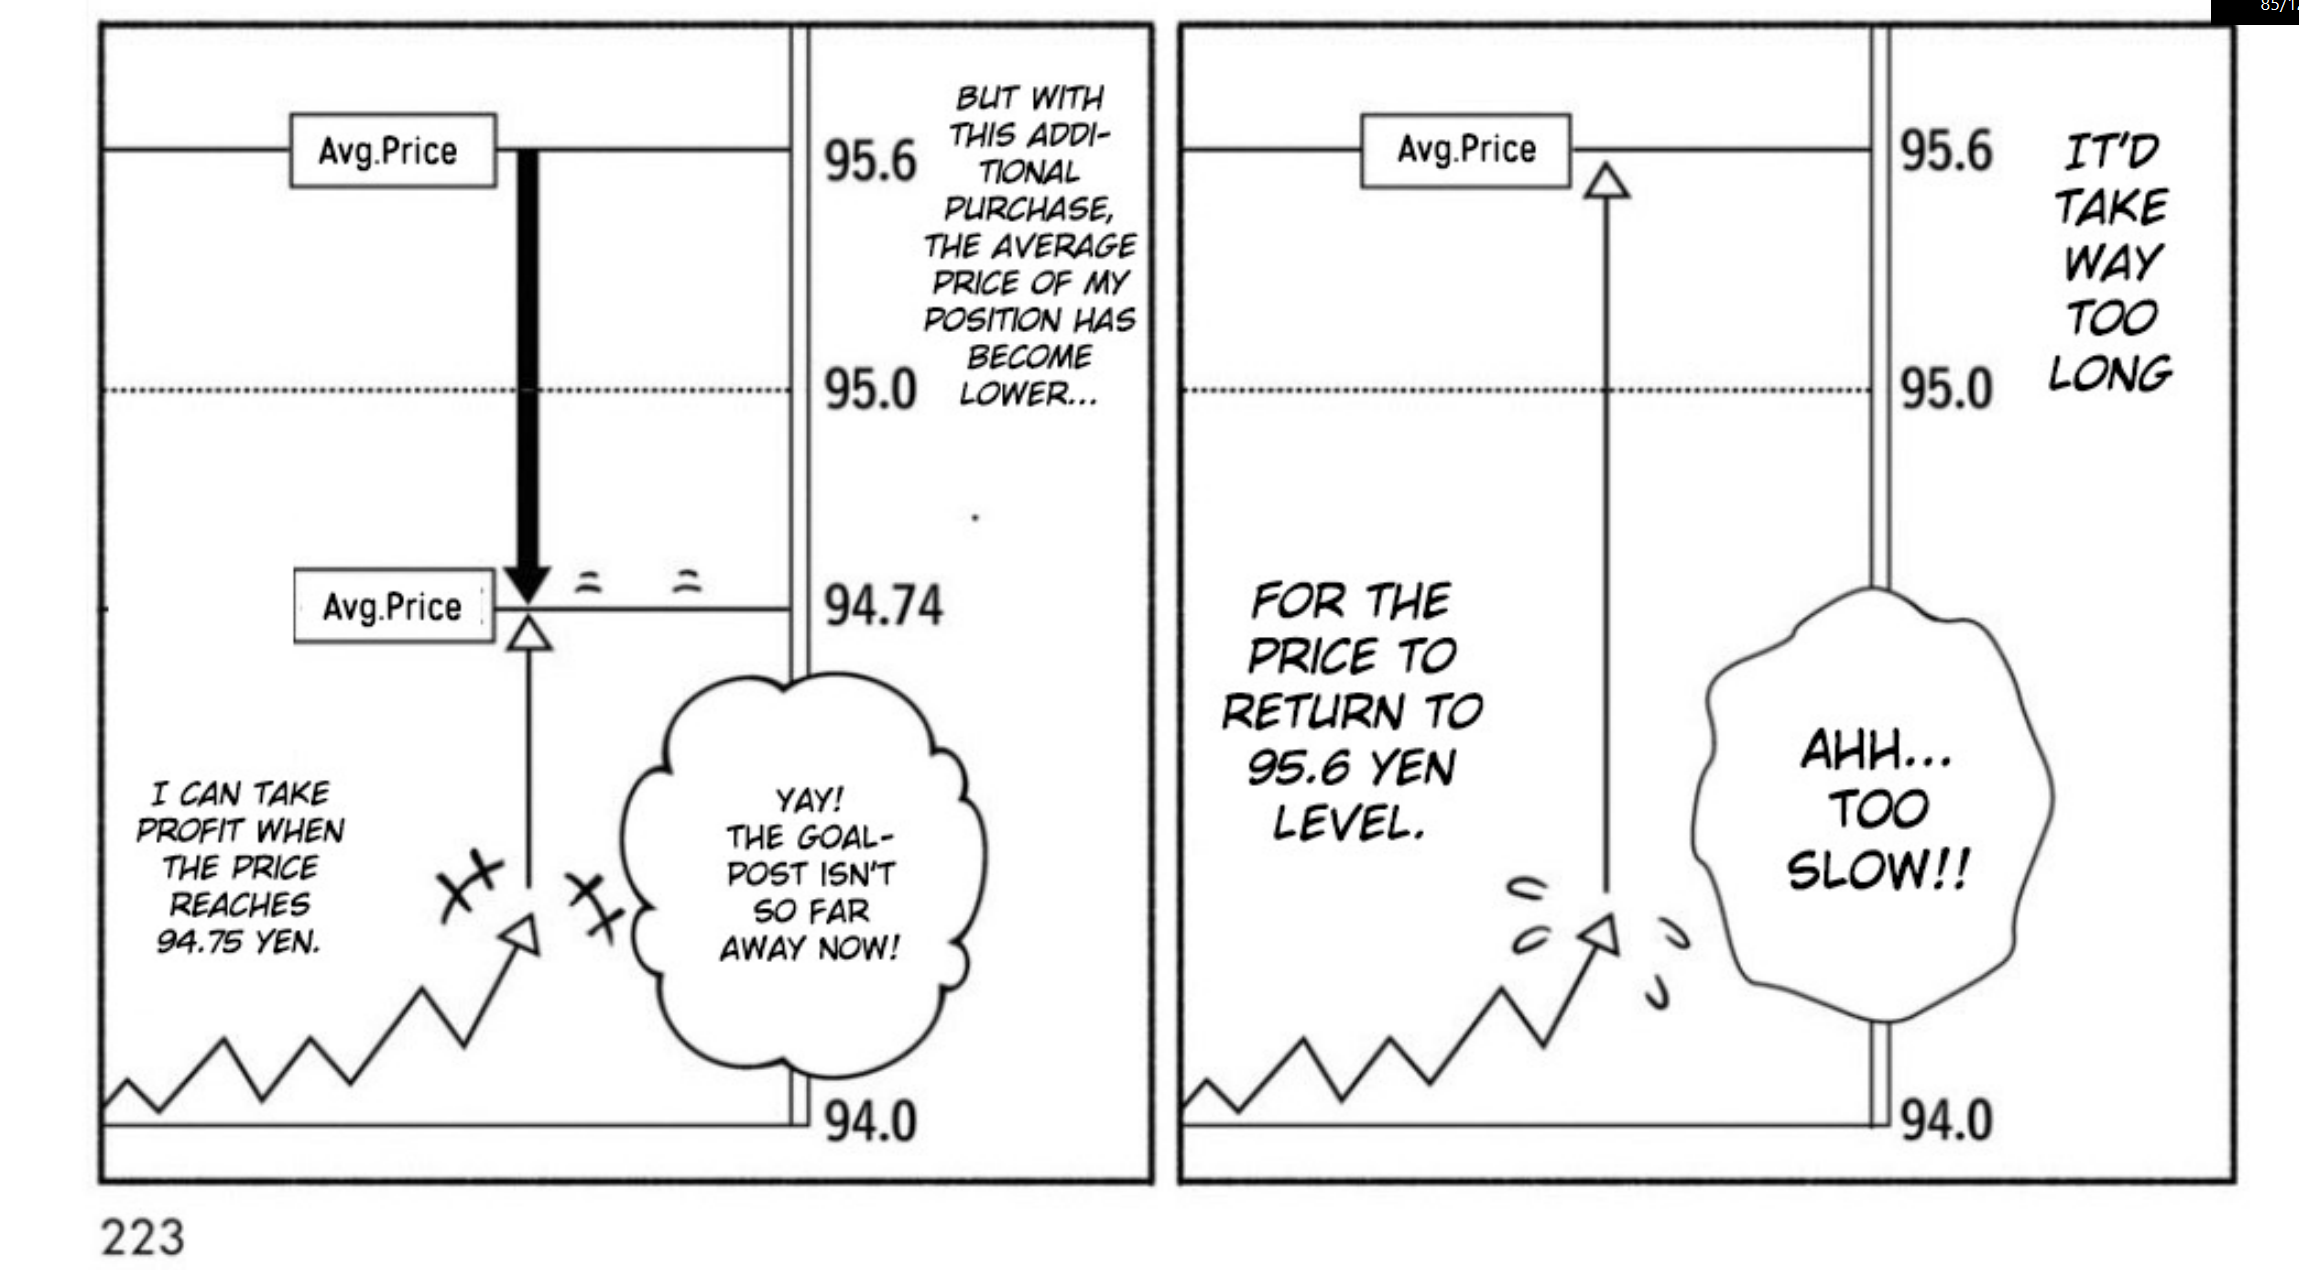 85/1
Avg.Price
95.6
IT'D
TAKE
WAY
TOO
LONG
95.0
FOR THE
PRICE TO
RETURN TO
95.6 YEN
LEVEL.
AHH...
TOO
SLOW!!
94.0
BUT WITH
THIS ADDI-
TIONAL
PURCHASE,
THE AVERAGE
PRICE OF MY
POSITION HAS
BECOME
LOWER...
Avg.Price
95.6
95.0
Avg.Price
94.74
YAY!
THE GOAL-
POST ISN'T
SO FAR
AWAY NOW!
I CAN TAKE
PROFIT WHEN
THE PRICE
REACHES
94.75 YEN.
94.0
223